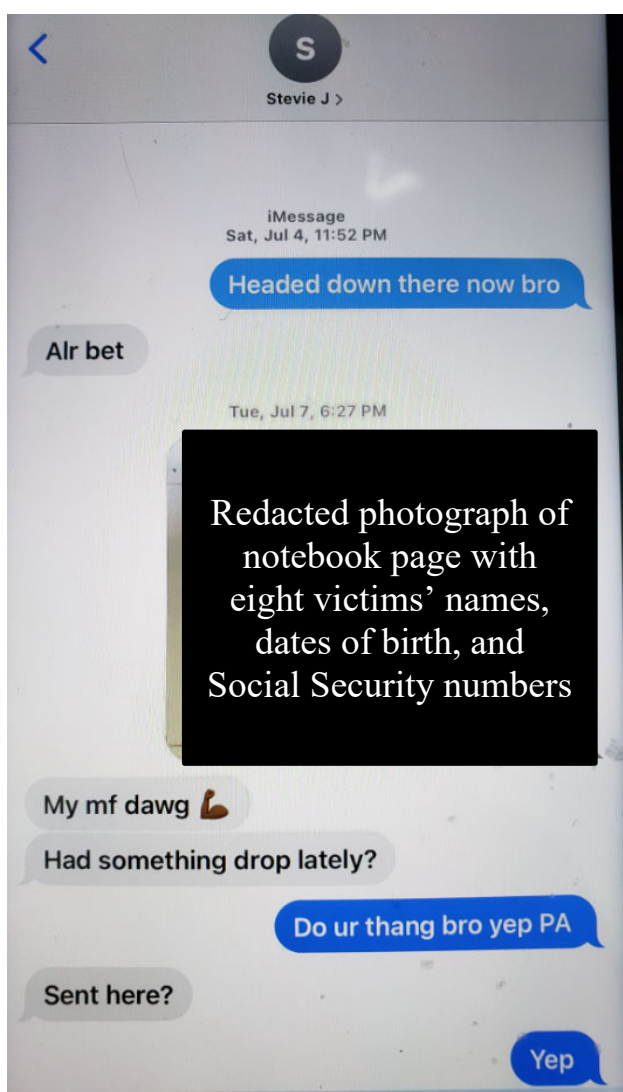 S
Stevie J >
iMessage
Sat, Jul 4, 11:52 PM
Headed down there now bro
Alr bet
Tue, Jul 7, 6:27 PM
Redacted photograph of
notebook page with
eight victims’ names,
dates of birth, and
Social Security numbers
My mf dawg 💪🏾
Had something drop lately?
Do ur thang bro yep PA
Sent here?
Yep